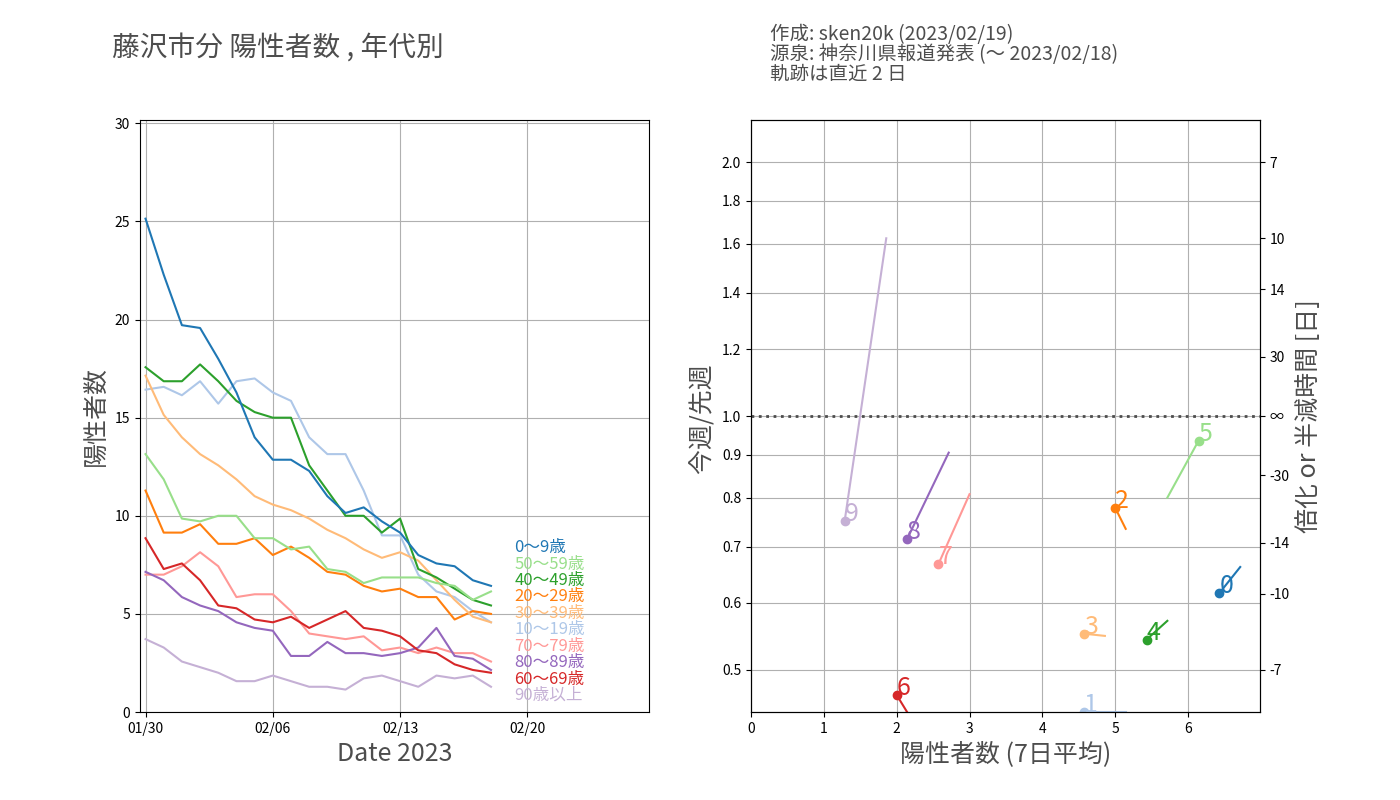 藤沢市分 陽性者数 , 年代別
作成: sken20k (2023/02/19)
源泉: 神奈川県報道発表 (〜 2023/02/18)
軌跡は直近 2 日
陽性者数
30
25
20
15
10
5
0
01/30
02/06
02/13
02/20
Date 2023
0〜9歳
50〜59歳
40〜49歳
20〜29歳
30〜39歳
10〜19歳
70〜79歳
80〜89歳
60〜69歳
90歳以上
今週/先週
2.0
1.8
1.6
1.4
1.2
1.0
0.9
0.8
0.7
0.6
0.5
0
1
2
3
4
5
6
陽性者数 (7日平均)
9
8
7
6
5
4
3
2
1
0
7
10
14
30
∞
-30
-14
-10
-7
倍化 or 半減時間 [日]